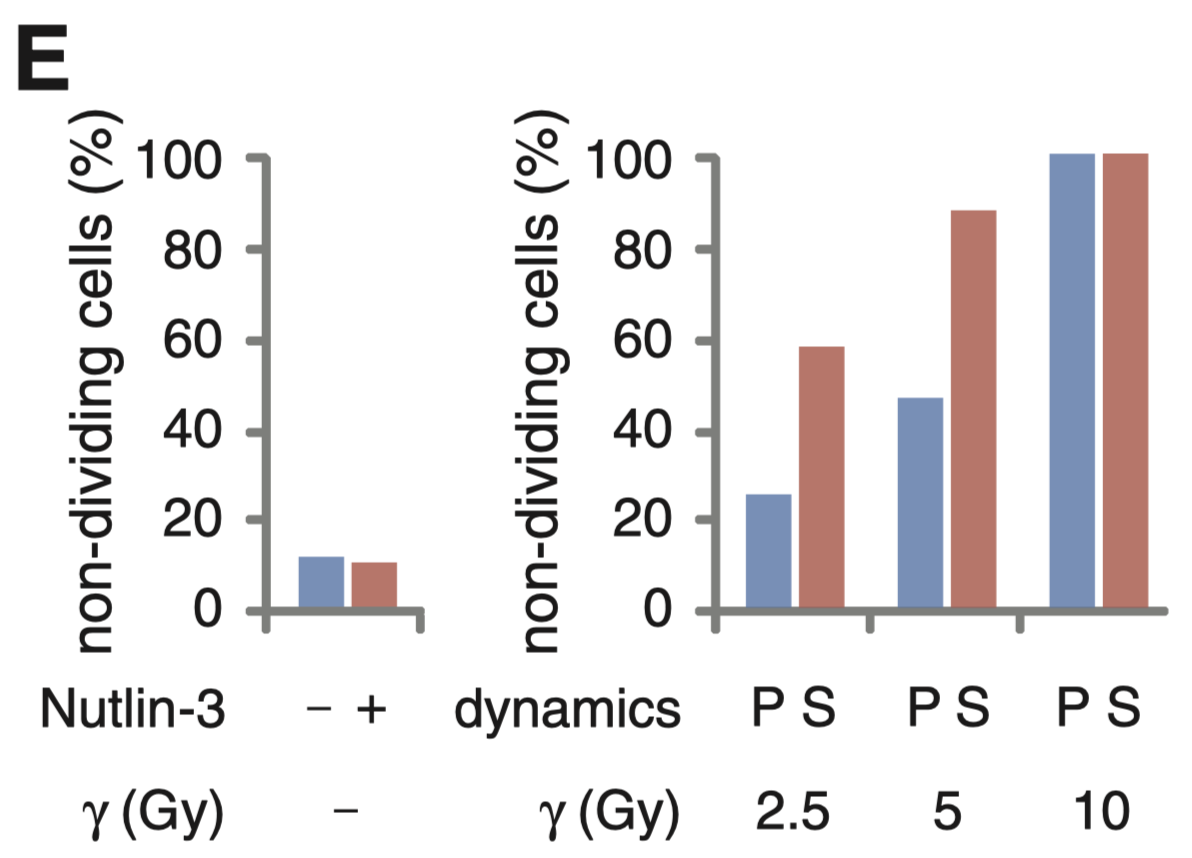 E
non-dividing cells (%)
100
80
60
40
20
0
Nutlin-3 – +
γ (Gy) –
non-dividing cells (%)
100
80
60
40
20
0
dynamics P S P S P S
γ (Gy) 2.5 5 10